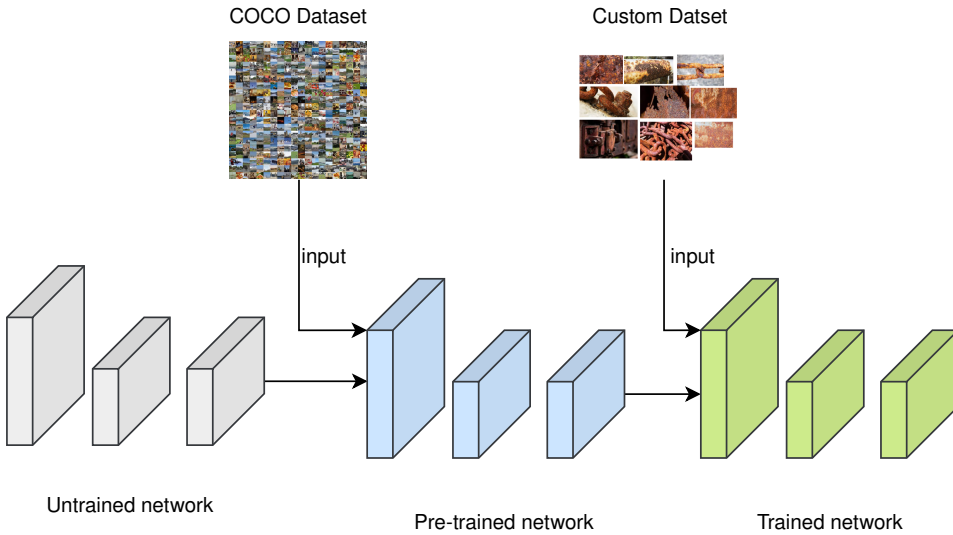 COCO Dataset
Custom Datset
input
input
Untrained network
Pre-trained network
Trained network